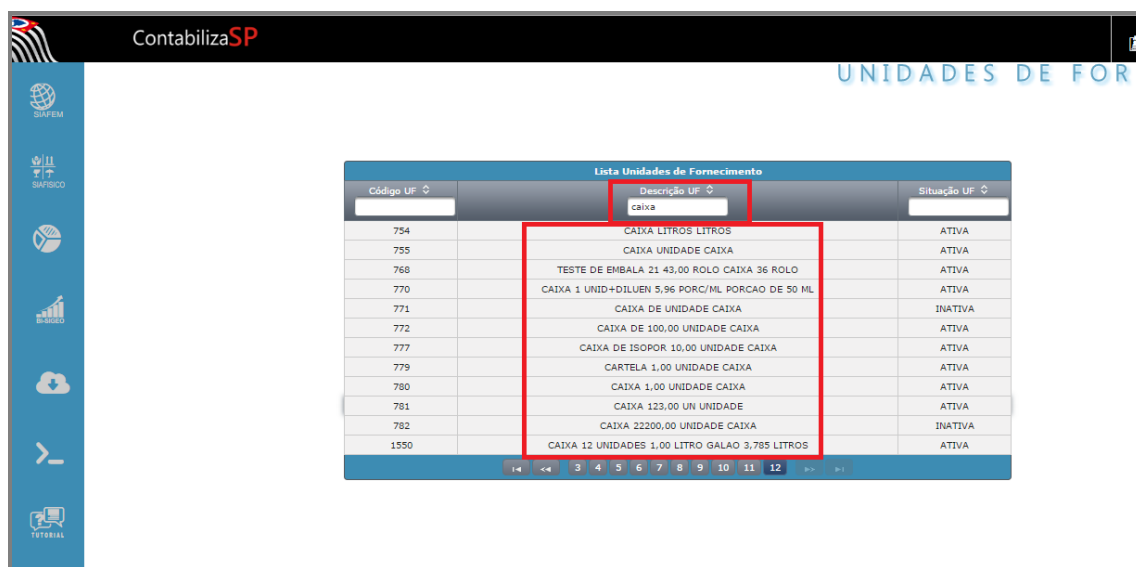 ContabilizaSP
UNIDADES DE FOR
SIAFEM
SIAFISICO
BI-SIGEO
TUTORIAL
Lista Unidades de Fornecimento
Código UF Descrição UF Situação UF
caixa
754 CAIXA LITROS LITROS ATIVA
755 CAIXA UNIDADE CAIXA ATIVA
768 TESTE DE EMBALA 21 43,00 ROLO CAIXA 36 ROLO ATIVA
770 CAIXA 1 UNID+DILUEN 5,96 PORC/ML PORCAO DE 50 ML ATIVA
771 CAIXA DE UNIDADE CAIXA INATIVA
772 CAIXA DE 100,00 UNIDADE CAIXA ATIVA
777 CAIXA DE ISOPOR 10,00 UNIDADE CAIXA ATIVA
779 CARTELA 1,00 UNIDADE CAIXA ATIVA
780 CAIXA 1,00 UNIDADE CAIXA ATIVA
781 CAIXA 123,00 UN UNIDADE ATIVA
782 CAIXA 22200,00 UNIDADE CAIXA INATIVA
1550 CAIXA 12 UNIDADES 1,00 LITRO GALAO 3,785 LITROS ATIVA
3 4 5 6 7 8 9 10 11 12